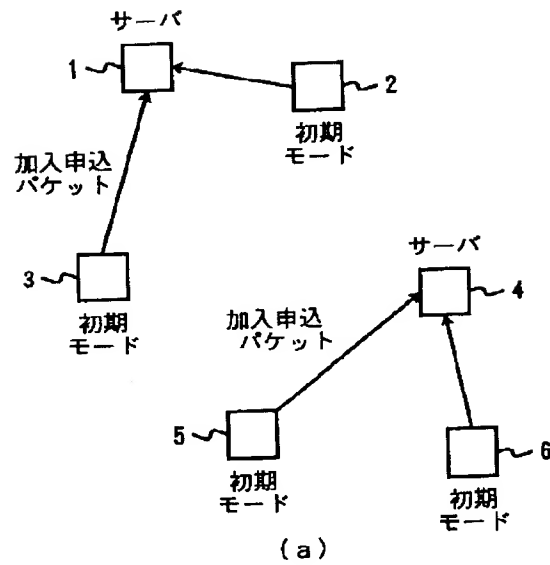 サーバ
1
2
初期
モード
加入申込
パケット
3
初期
モード
サーバ
4
加入申込
パケット
5
初期
モード
6
初期
モード
(a)